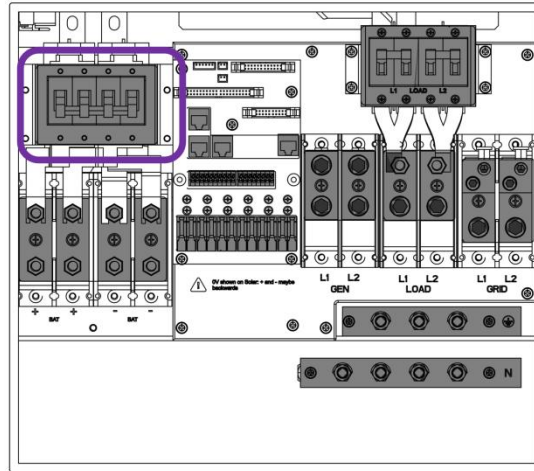 L1 LOAD L2
0V shown on Solar: + and - maybe
backwards
L1 L2 L1 L2 L1 L2
GEN LOAD GRID
+ + - -
BAT BAT
N